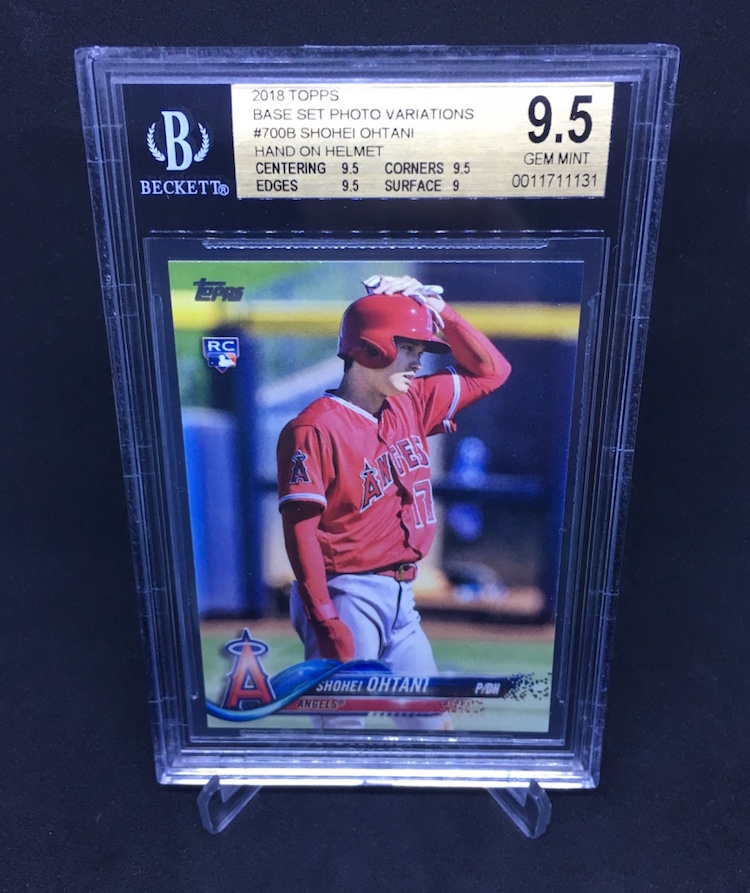 2018 TOPPS
BASE SET PHOTO VARIATIONS
#700B SHOHEI OHTANI
HAND ON HELMET
CENTERING 9.5 CORNERS 9.5
EDGES 9.5 SURFACE 9
9.5
GEM MINT
0011711131
B
BECKETT®
Topps
RC
A
ANGELS
17
A
SHOHEI OHTANI P/DH
ANGELS